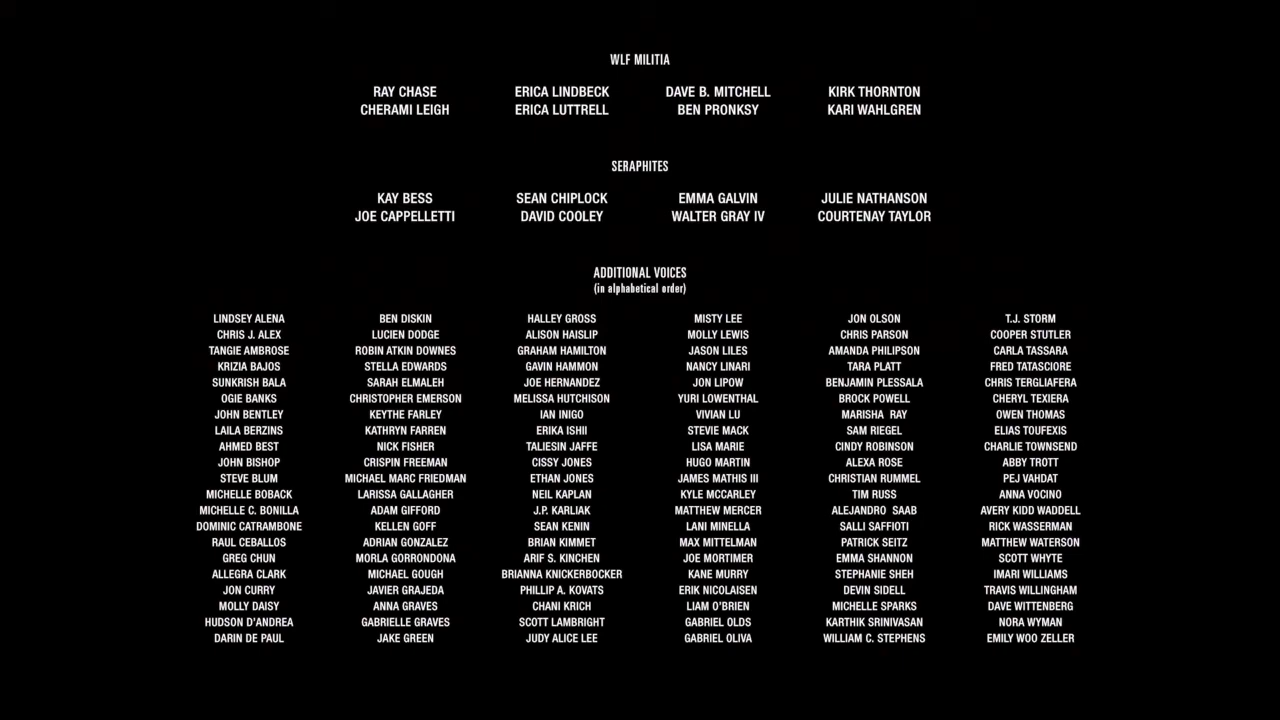 WLF MILITIA
RAY CHASE ERICA LINDBECK DAVE B. MITCHELL KIRK THORNTON
CHERAMI LEIGH ERICA LUTTRELL BEN PRONKSY KARI WAHLGREN
SERAPHITES
KAY BESS SEAN CHIPLOCK EMMA GALVIN JULIE NATHANSON
JOE CAPPELLETTI DAVID COOLEY WALTER GRAY IV COURTENAY TAYLOR
ADDITIONAL VOICES
(in alphabetical order)
LINDSEY ALENA BEN DISKIN HALLEY GROSS MISTY LEE JON OLSON T.J. STORM
CHRIS J. ALEX LUCIEN DODGE ALISON HAISLIP MOLLY LEWIS CHRIS PARSON COOPER STUTLER
TANGIE AMBROSE ROBIN ATKIN DOWNES GRAHAM HAMILTON JASON LILES AMANDA PHILIPSON CARLA TASSARA
KRIZIA BAJOS STELLA EDWARDS GAVIN HAMMON NANCY LINARI TARA PLATT FRED TATASCIORE
SUNKRISH BALA SARAH ELMALEH JOE HERNANDEZ JON LIPOW BENJAMIN PLESSALA CHRIS TERGLIAFERA
OGIE BANKS CHRISTOPHER EMERSON MELISSA HUTCHISON YURI LOWENTHAL BROCK POWELL CHERYL TEXIERA
JOHN BENTLEY KEYTHE FARLEY IAN INIGO VIVIAN LU MARISHA RAY OWEN THOMAS
LAILA BERZINS KATHRYN FARREN ERIKA ISHII STEVIE MACK SAM RIEGEL ELIAS TOUFEXIS
AHMED BEST NICK FISHER TALIESIN JAFFE LISA MARIE CINDY ROBINSON CHARLIE TOWNSEND
JOHN BISHOP CRISPIN FREEMAN CISSY JONES HUGO MARTIN ALEXA ROSE ABBY TROTT
STEVE BLUM MICHAEL MARC FRIEDMAN ETHAN JONES JAMES MATHIS III CHRISTIAN RUMMEL PEJ VAHDAT
MICHELLE BOBACK LARISSA GALLAGHER NEIL KAPLAN KYLE MCCARLEY TIM RUSS ANNA VOCINO
MICHELLE C. BONILLA ADAM GIFFORD J.P. KARLIAK MATTHEW MERCER ALEJANDRO SAAB AVERY KIDD WADDELL
DOMINIC CATRAMBONE KELLEN GOFF SEAN KENIN LANI MINELLA SALLI SAFFIOTI RICK WASSERMAN
RAUL CEBALLOS ADRIAN GONZALEZ BRIAN KIMMET MAX MITTELMAN PATRICK SEITZ MATTHEW WATERSON
GREG CHUN MORLA GORRONDONA ARIF S. KINCHEN JOE MORTIMER EMMA SHANNON SCOTT WHYTE
ALLEGRA CLARK MICHAEL GOUGH BRIANNA KNICKERBOCKER KANE MURRY STEPHANIE SHEH IMARI WILLIAMS
JON CURRY JAVIER GRAJEDA PHILLIP A. KOVATS ERIK NICOLAISEN DEVIN SIDELL TRAVIS WILLINGHAM
MOLLY DAISY ANNA GRAVES CHANI KRICH LIAM O'BRIEN MICHELLE SPARKS DAVE WITTENBERG
HUDSON D'ANDREA GABRIELLE GRAVES SCOTT LAMBRIGHT GABRIEL OLDS KARTHIK SRINIVASAN NORA WYMAN
DARIN DE PAUL JAKE GREEN JUDY ALICE LEE GABRIEL OLIVA WILLIAM C. STEPHENS EMILY WOO ZELLER